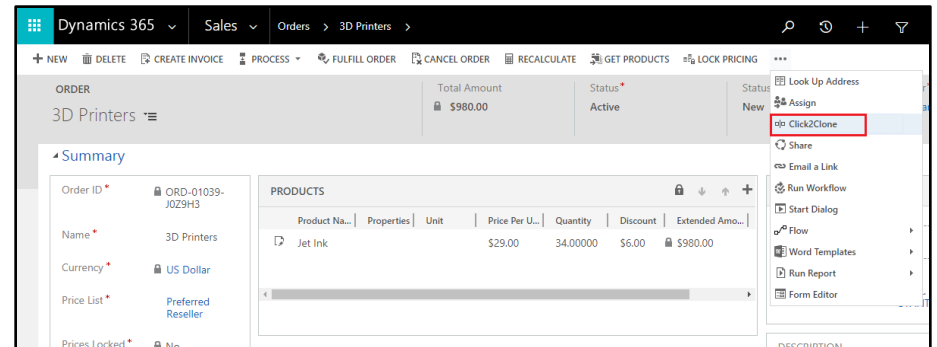 Dynamics 365 Sales Orders > 3D Printers >
NEW DELETE CREATE INVOICE PROCESS FULFILL ORDER CANCEL ORDER RECALCULATE GET PRODUCTS LOCK PRICING ...
ORDER
3D Printers
Total Amount
$980.00
Status*
Active
Status
New
Look Up Address
Assign
Click2Clone
Share
Email a Link
Run Workflow
Start Dialog
Flow
Word Templates
Run Report
Form Editor
Summary
Order ID* ORD-01039-
J0Z9H3
Name* 3D Printers
Currency* US Dollar
Price List* Preferred
Reseller
Prices Locked* No
PRODUCTS
Product Na... Properties Unit Price Per U... Quantity Discount Extended Amo...
Jet Ink $29.00 34.00000 $6.00 $980.00
DESCRIPTION